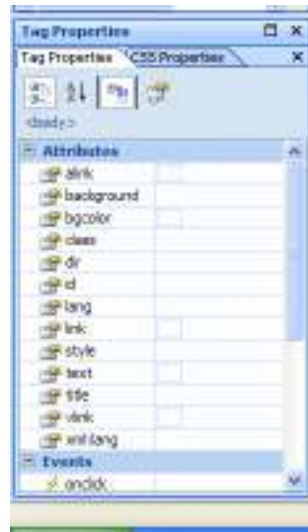 Tag Properties
Tag Properties CSS Properties
<body>
Attributes
alink
background
bgcolor
class
dir
id
lang
link
style
text
title
vlink
xml:lang
Events
onclick